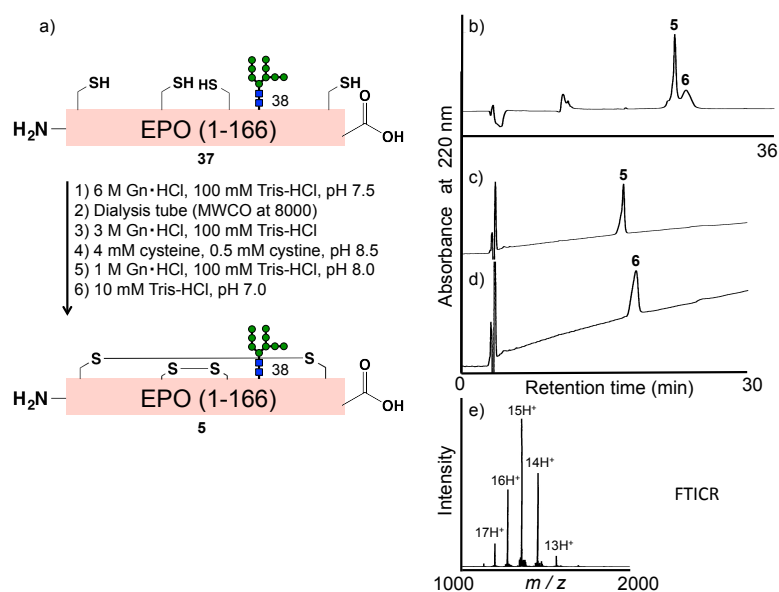 a)
SH
SH
HS
SH
38
O
OH
H₂N
EPO (1-166)
37
1) 6 M Gn·HCl, 100 mM Tris-HCl, pH 7.5
2) Dialysis tube (MWCO at 8000)
3) 3 M Gn·HCl, 100 mM Tris-HCl
4) 4 mM cysteine, 0.5 mM cystine, pH 8.5
5) 1 M Gn·HCl, 100 mM Tris-HCl, pH 8.0
6) 10 mM Tris-HCl, pH 7.0
S
S
S
S
38
O
OH
H₂N
EPO (1-166)
5
b)
5
6
36
c)
5
d)
6
Absorbance at 220 nm
0
Retention time (min)
30
e)
15H⁺
14H⁺
16H⁺
17H⁺
13H⁺
FTICR
Intensity
1000
m / z
2000